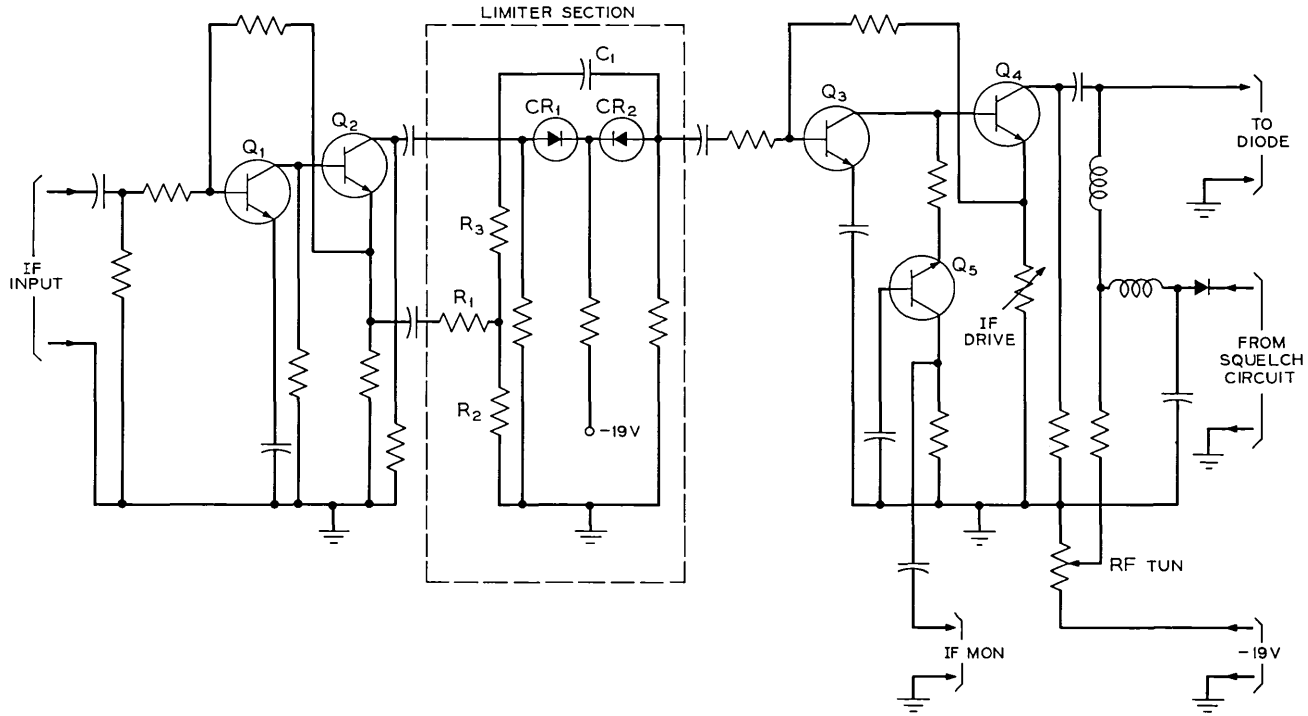 LIMITER SECTION
C1
Q4
Q3
CR1
CR2
Q2
Q1
TO
DIODE
R3
IF
INPUT
Q5
R1
IF
DRIVE
FROM
SQUELCH
CIRCUIT
R2
-19V
RF TUN
IF MON
-19V